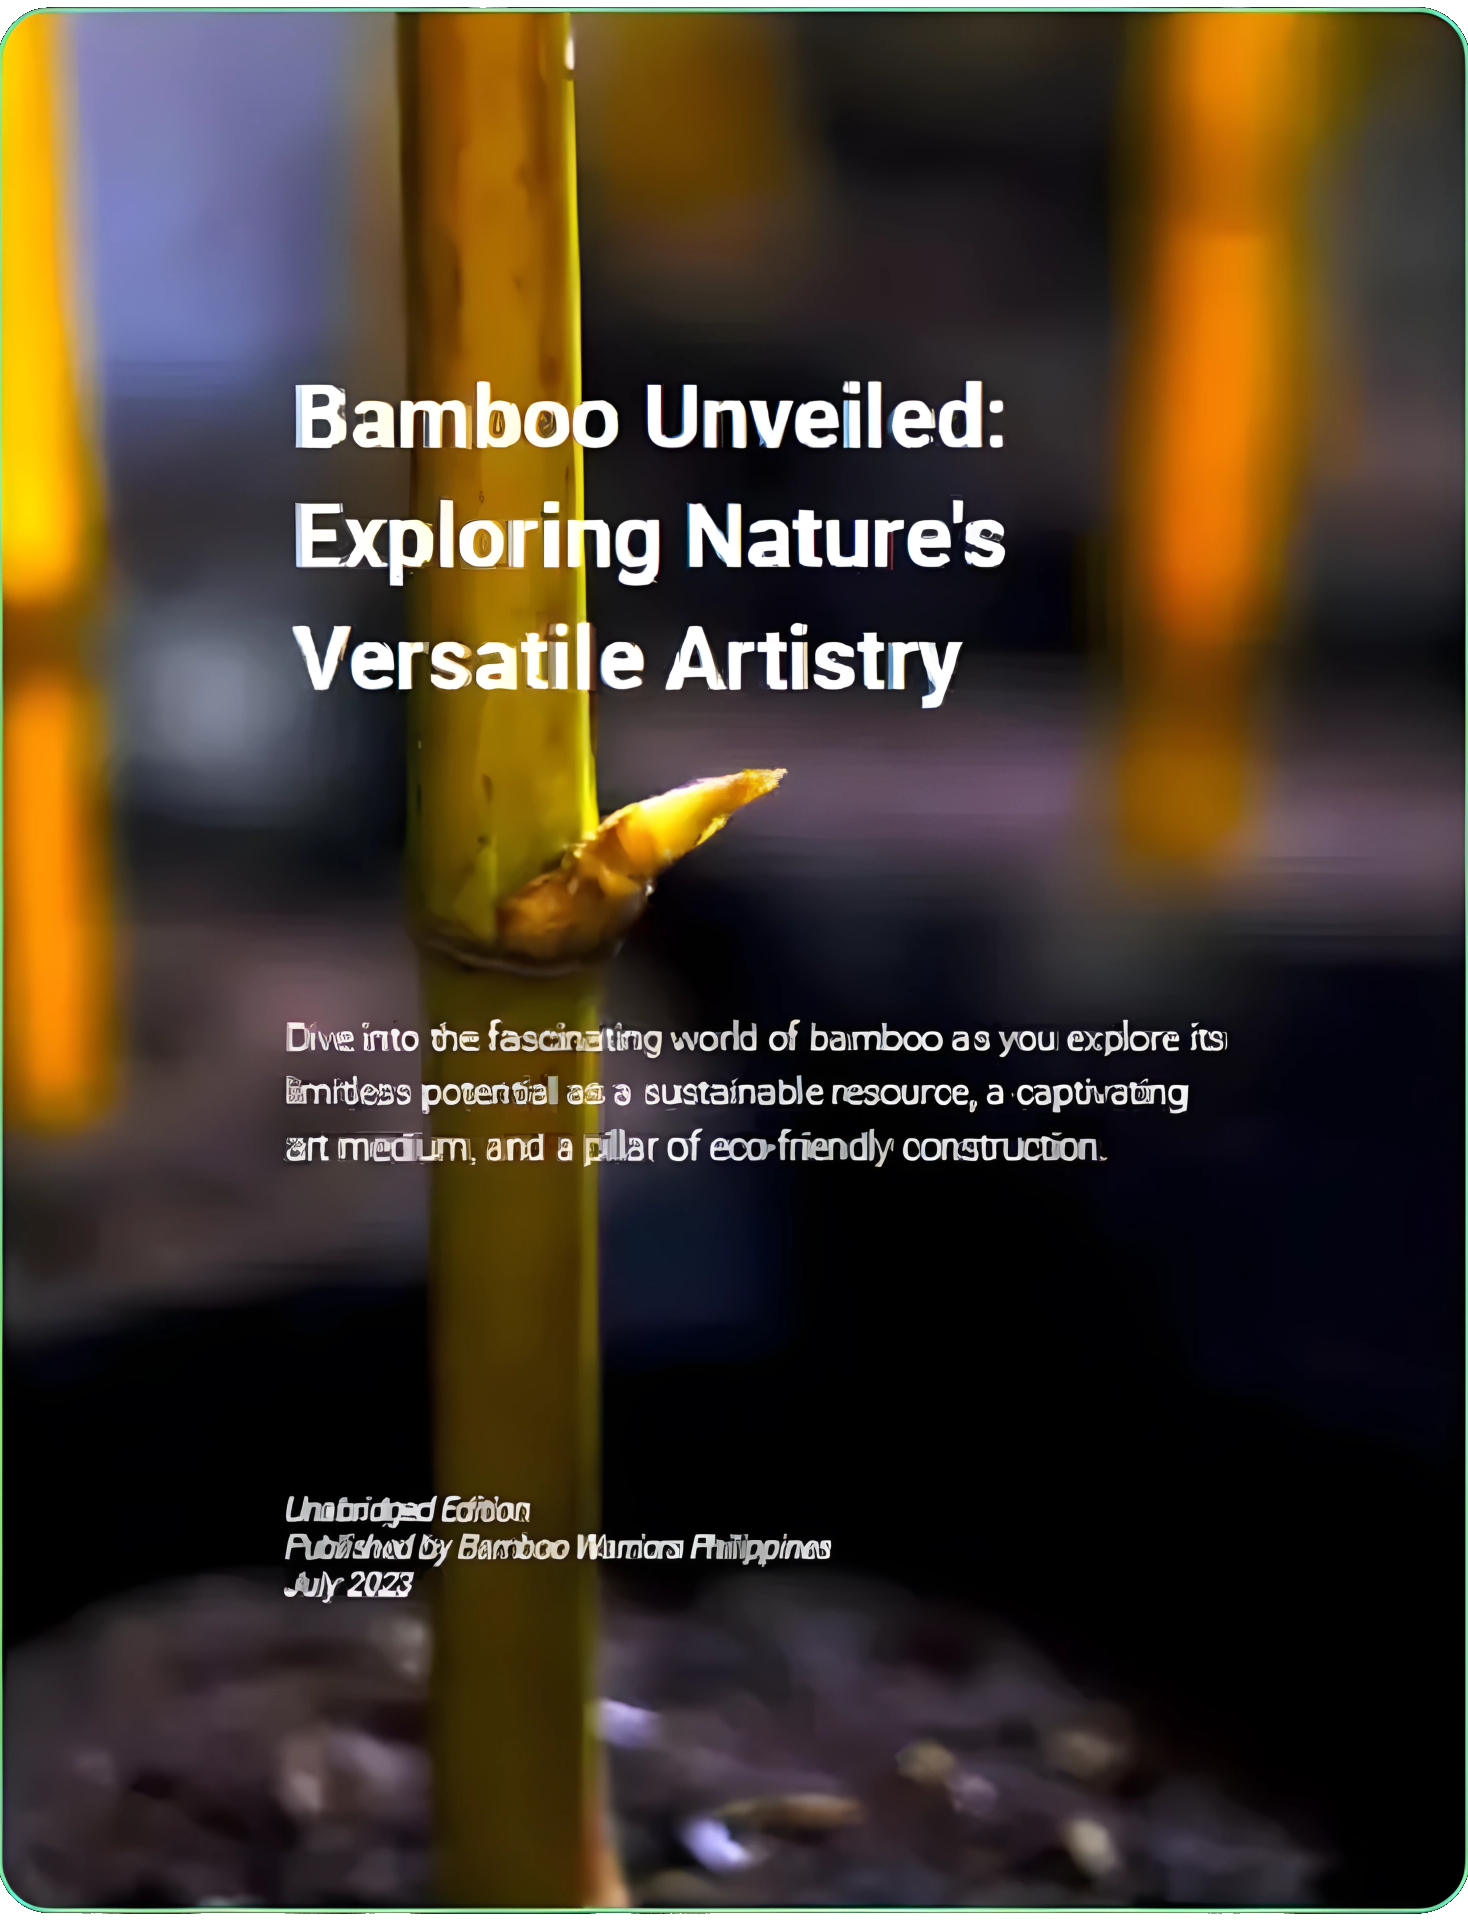 Bamboo Unveiled:
Exploring Nature's
Versatile Artistry
Dive into the fascinating world of bamboo as you explore its
limitless potential as a sustainable resource, a captivating
art medium, and a pillar of eco-friendly construction.
Unabridged Edition
Published by Bamboo Warriors Philippines
July 2023